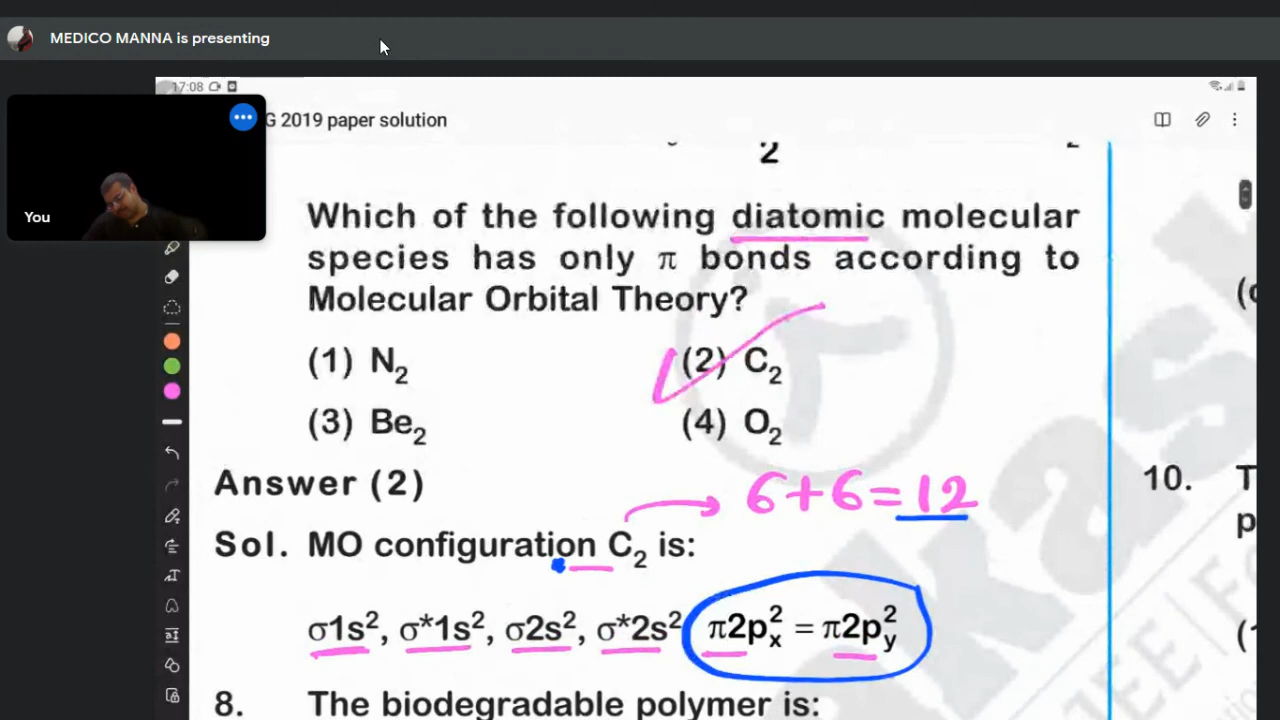 MEDICO MANNA is presenting
17:08
G 2019 paper solution
You
2
Which of the following diatomic molecular
species has only π bonds according to
Molecular Orbital Theory?
(1) N₂
(2) C₂
(3) Be₂
(4) O₂
Answer (2)
6+6=12
Sol. MO configuration C₂ is:
σ1s², σ*1s², σ2s², σ*2s² π2pₓ² = π2p_y²
8. The biodegradable polymer is:
10.